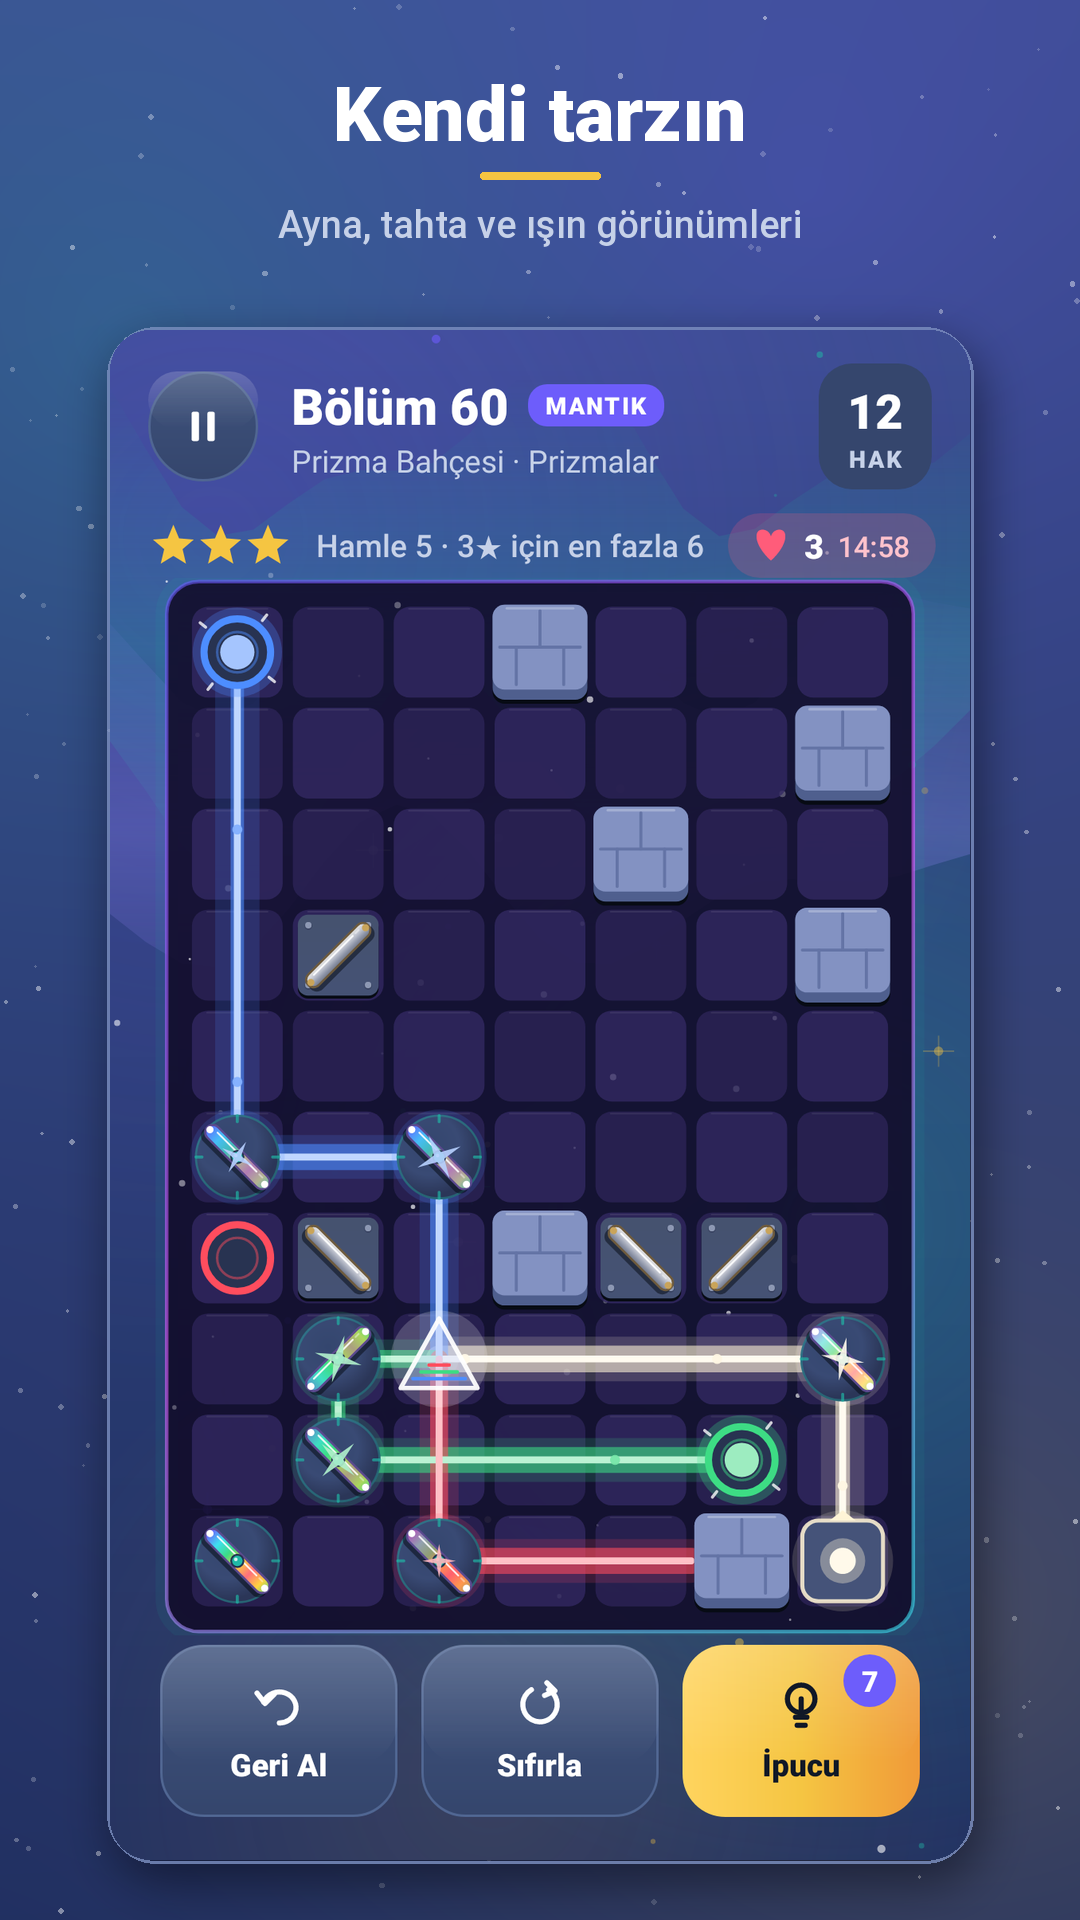 Kendi tarzın
Ayna, tahta ve ışın görünümleri
Bölüm 60 MANTIK
Prizma Bahçesi · Prizmalar
12
HAK
Hamle 5 · 3★ için en fazla 6
3 14:58
Geri Al
Sıfırla
İpucu
7